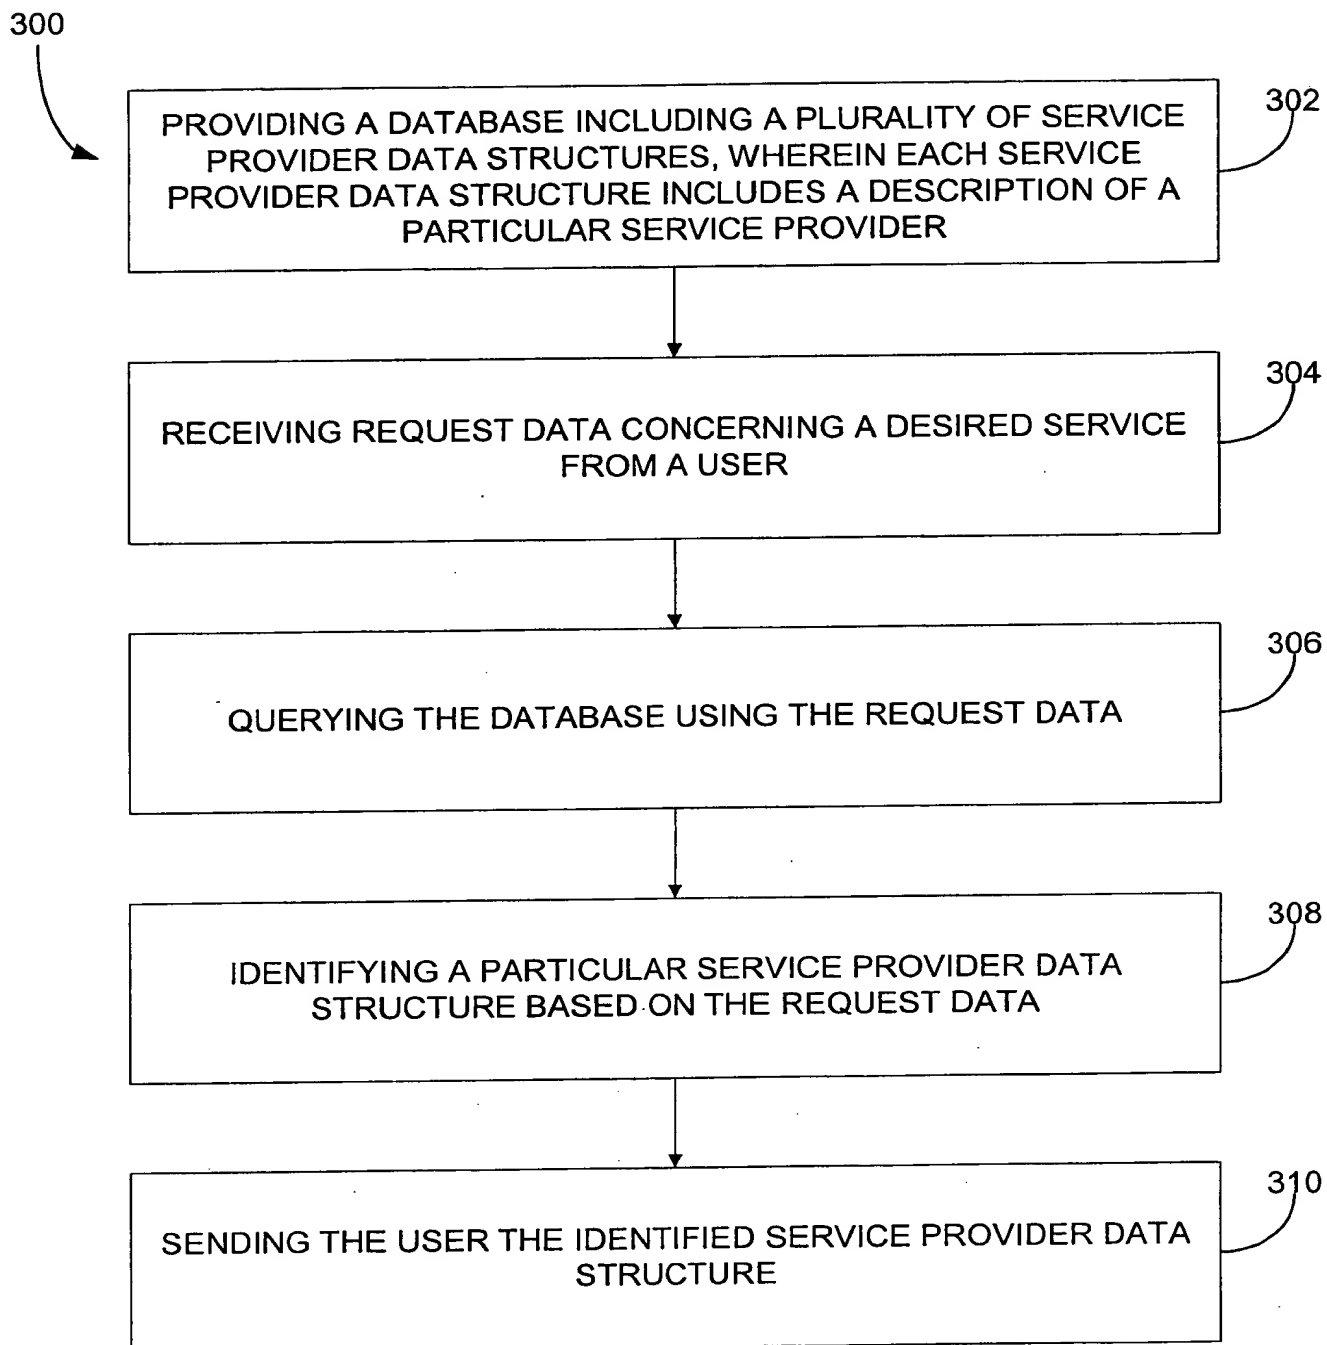 300
302
PROVIDING A DATABASE INCLUDING A PLURALITY OF SERVICE
PROVIDER DATA STRUCTURES, WHEREIN EACH SERVICE
PROVIDER DATA STRUCTURE INCLUDES A DESCRIPTION OF A
PARTICULAR SERVICE PROVIDER
304
RECEIVING REQUEST DATA CONCERNING A DESIRED SERVICE
FROM A USER
306
QUERYING THE DATABASE USING THE REQUEST DATA
308
IDENTIFYING A PARTICULAR SERVICE PROVIDER DATA
STRUCTURE BASED ON THE REQUEST DATA
310
SENDING THE USER THE IDENTIFIED SERVICE PROVIDER DATA
STRUCTURE